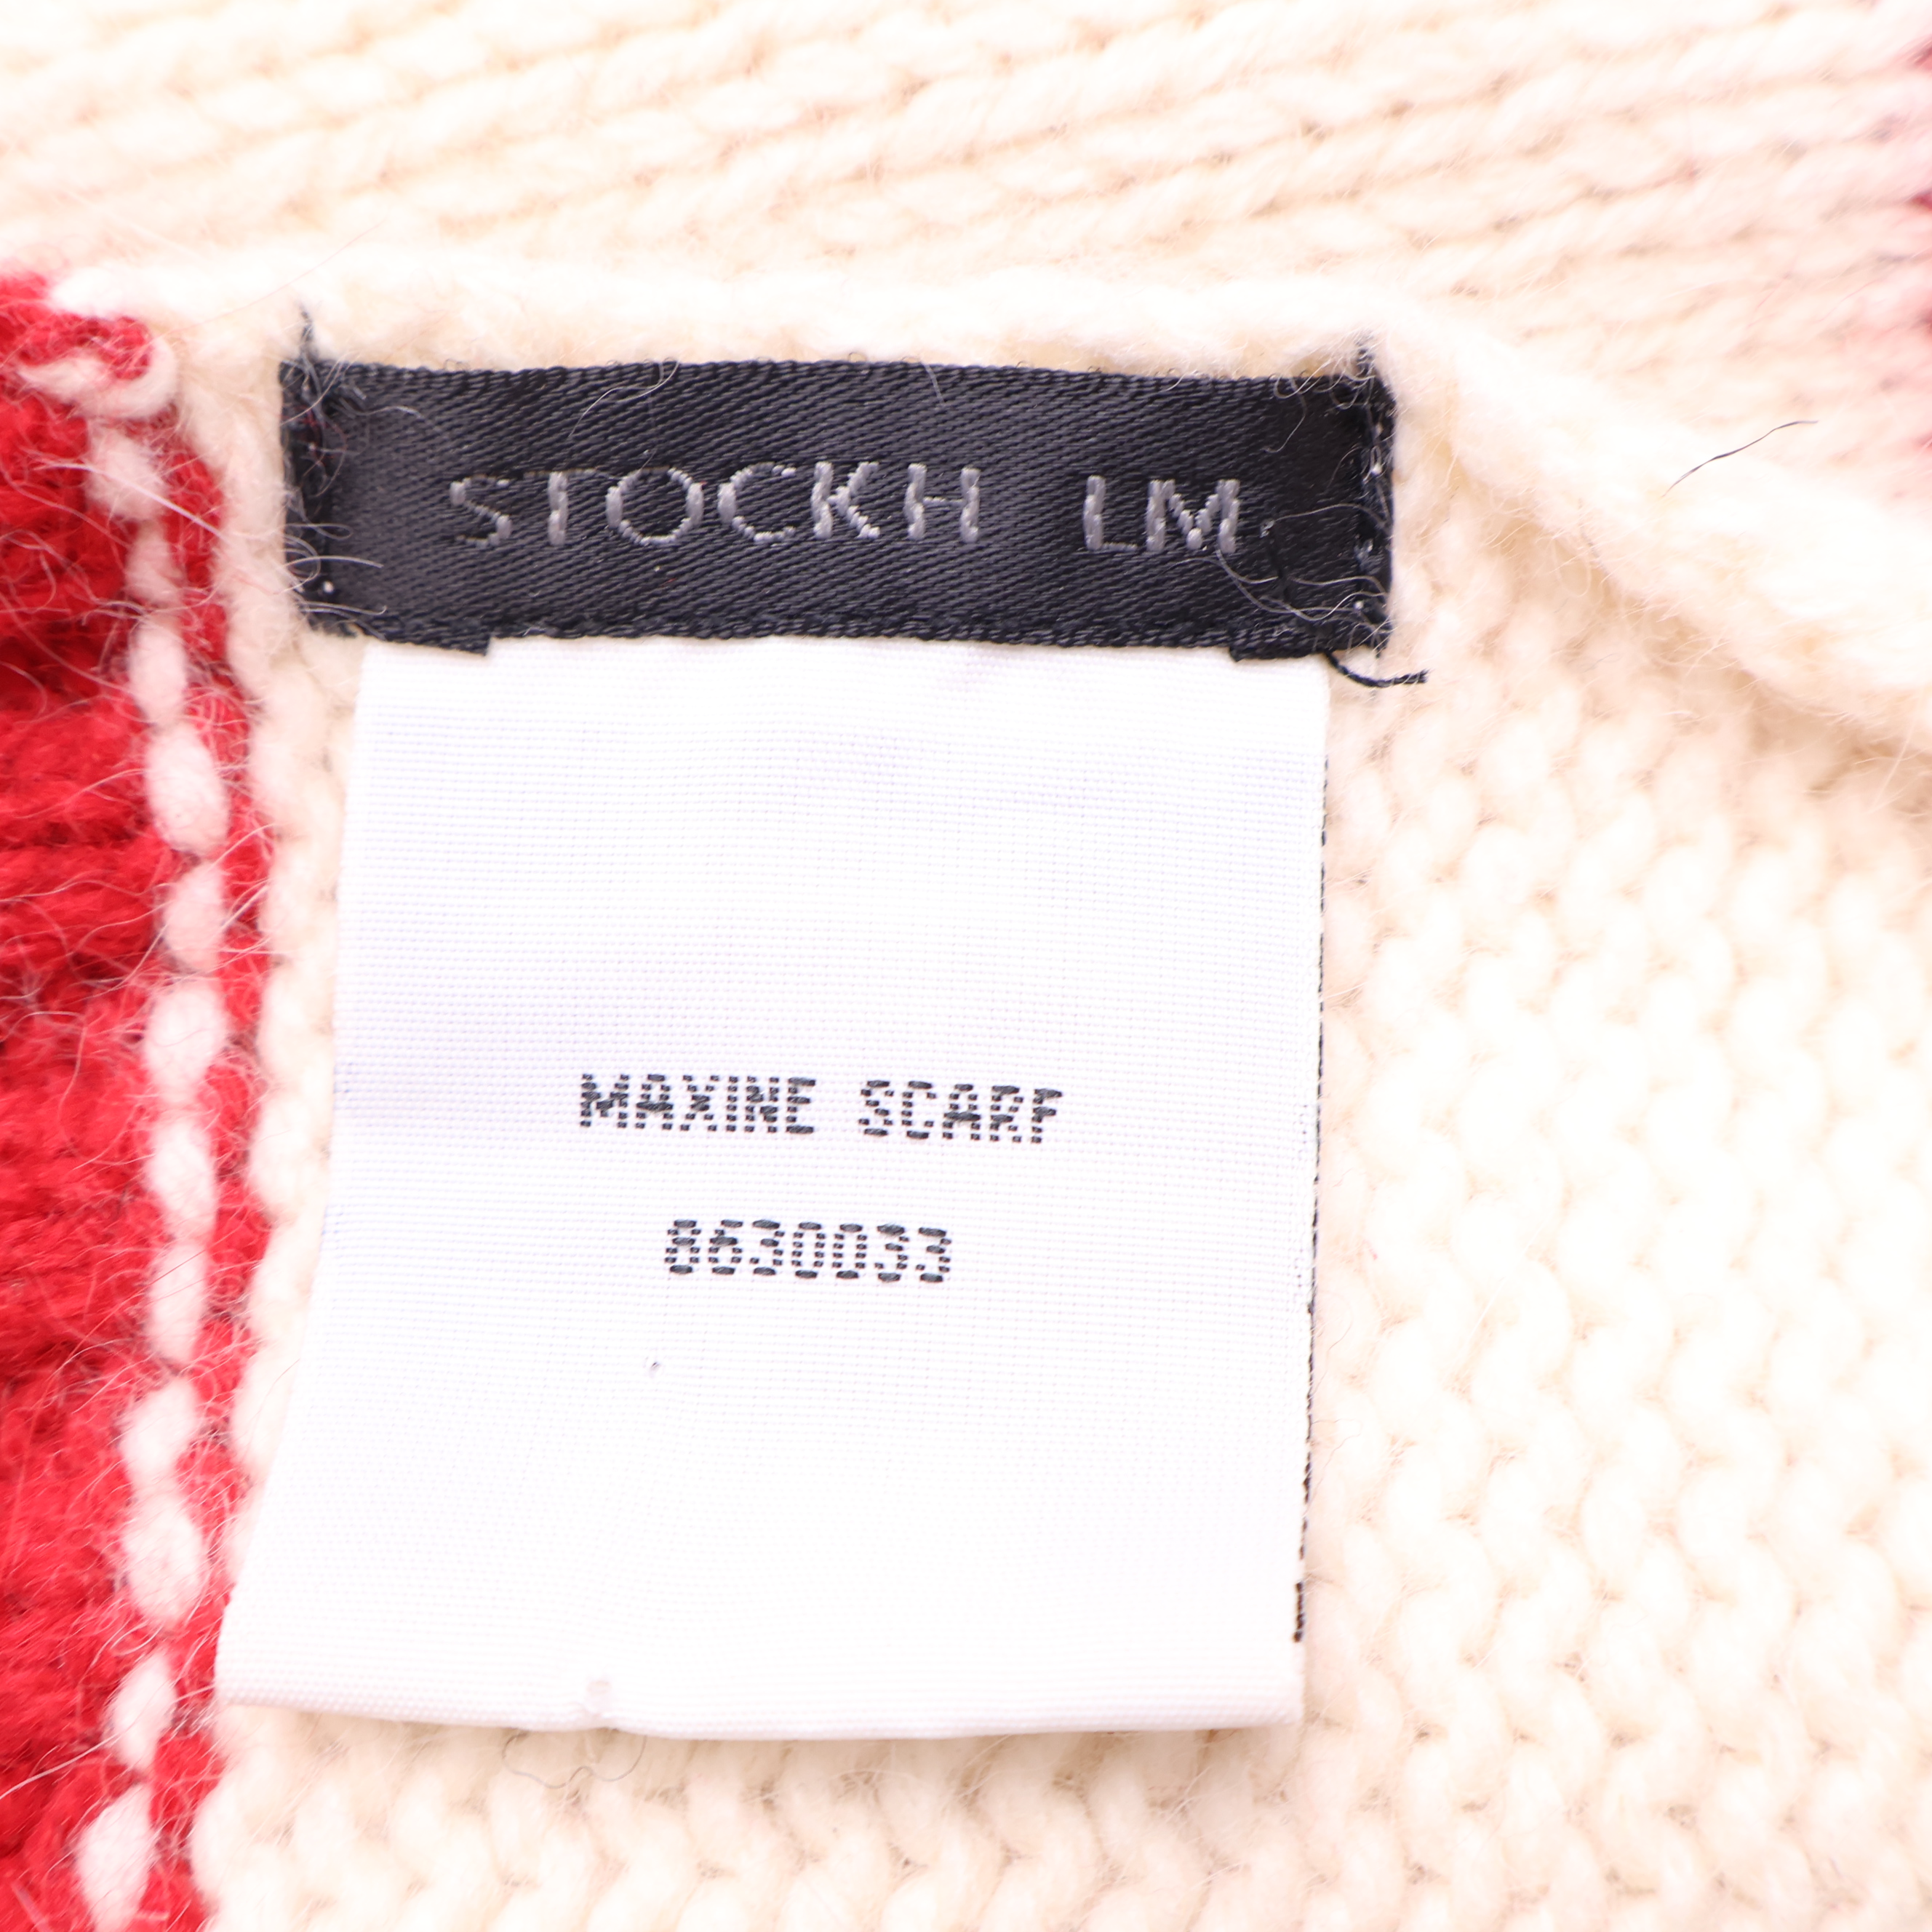 STOCKH LM
MAXINE SCARF
8630033